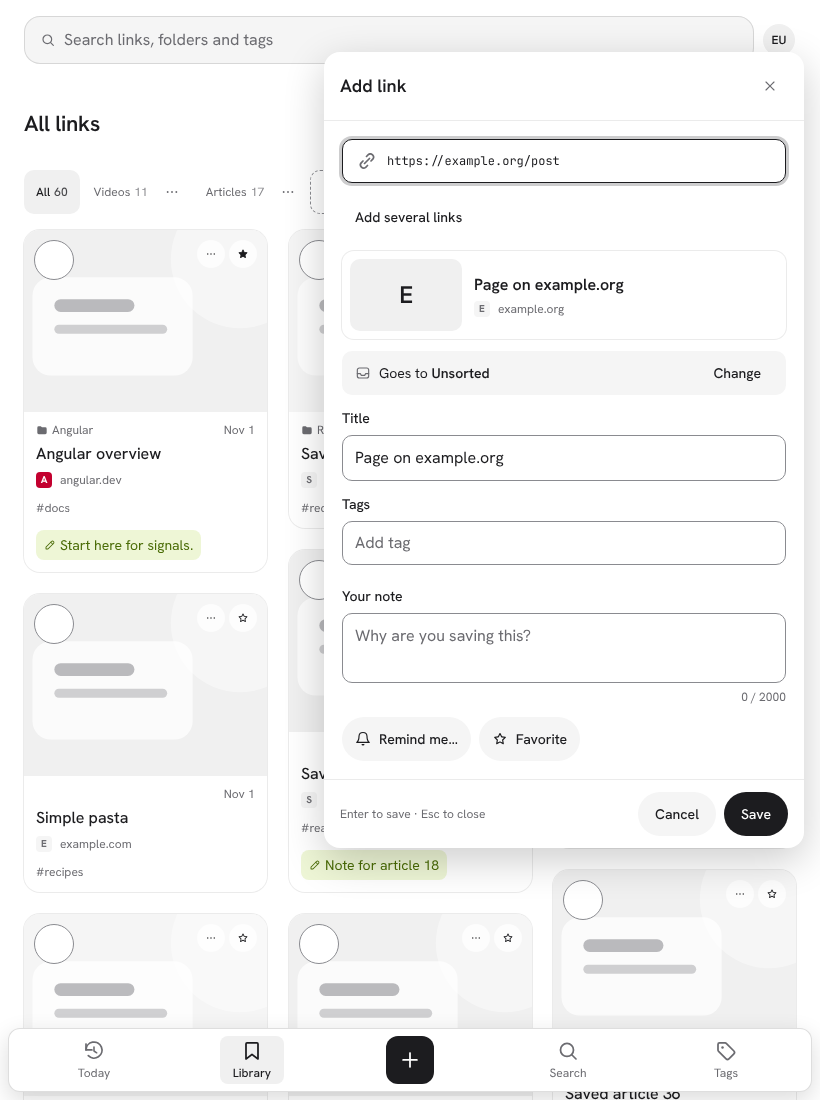 Search links, folders and tags
EU
All links
All 60
Videos 11
Articles 17
Angular
Nov 1
Angular overview
A angular.dev
#docs
Start here for signals.
Nov 1
Simple pasta
E example.com
#recipes
S
S
Note for article 18
Saved article 36
Add link
https://example.org/post
Add several links
E
Page on example.org
E example.org
Goes to Unsorted
Change
Title
Page on example.org
Tags
Add tag
Your note
Why are you saving this?
0 / 2000
Remind me…
Favorite
Enter to save · Esc to close
Cancel
Save
Today
Library
Search
Tags